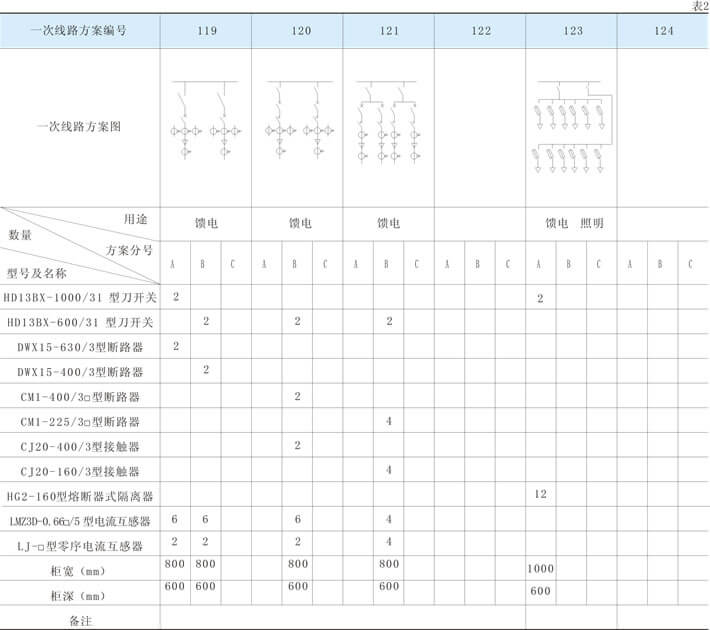 表2
一次线路方案编号 119 120 121 122 123 124
一次线路方案图
用途 馈电 馈电 馈电 馈电 照明
数量
方案分号 A B C A B C A B C A B C A B C A B C
型号及名称
HD13BX-1000/31 型刀开关 2 2
HD13BX-600/31 型刀开关 2 2 2
DWX15-630/3型断路器 2
DWX15-400/3型断路器 2
CM1-400/3□型断路器 2
CM1-225/3□型断路器 4
CJ20-400/3型接触器 2
CJ20-160/3型接触器 4
HG2-160型熔断器式隔离器 12
LMZ3D-0.66□/5 型电流互感器 6 6 6 4
LJ-□型零序电流互感器 2 2 2 4
柜宽（mm） 800 800 800 800 1000
柜深（mm） 600 600 600 600 600
备注